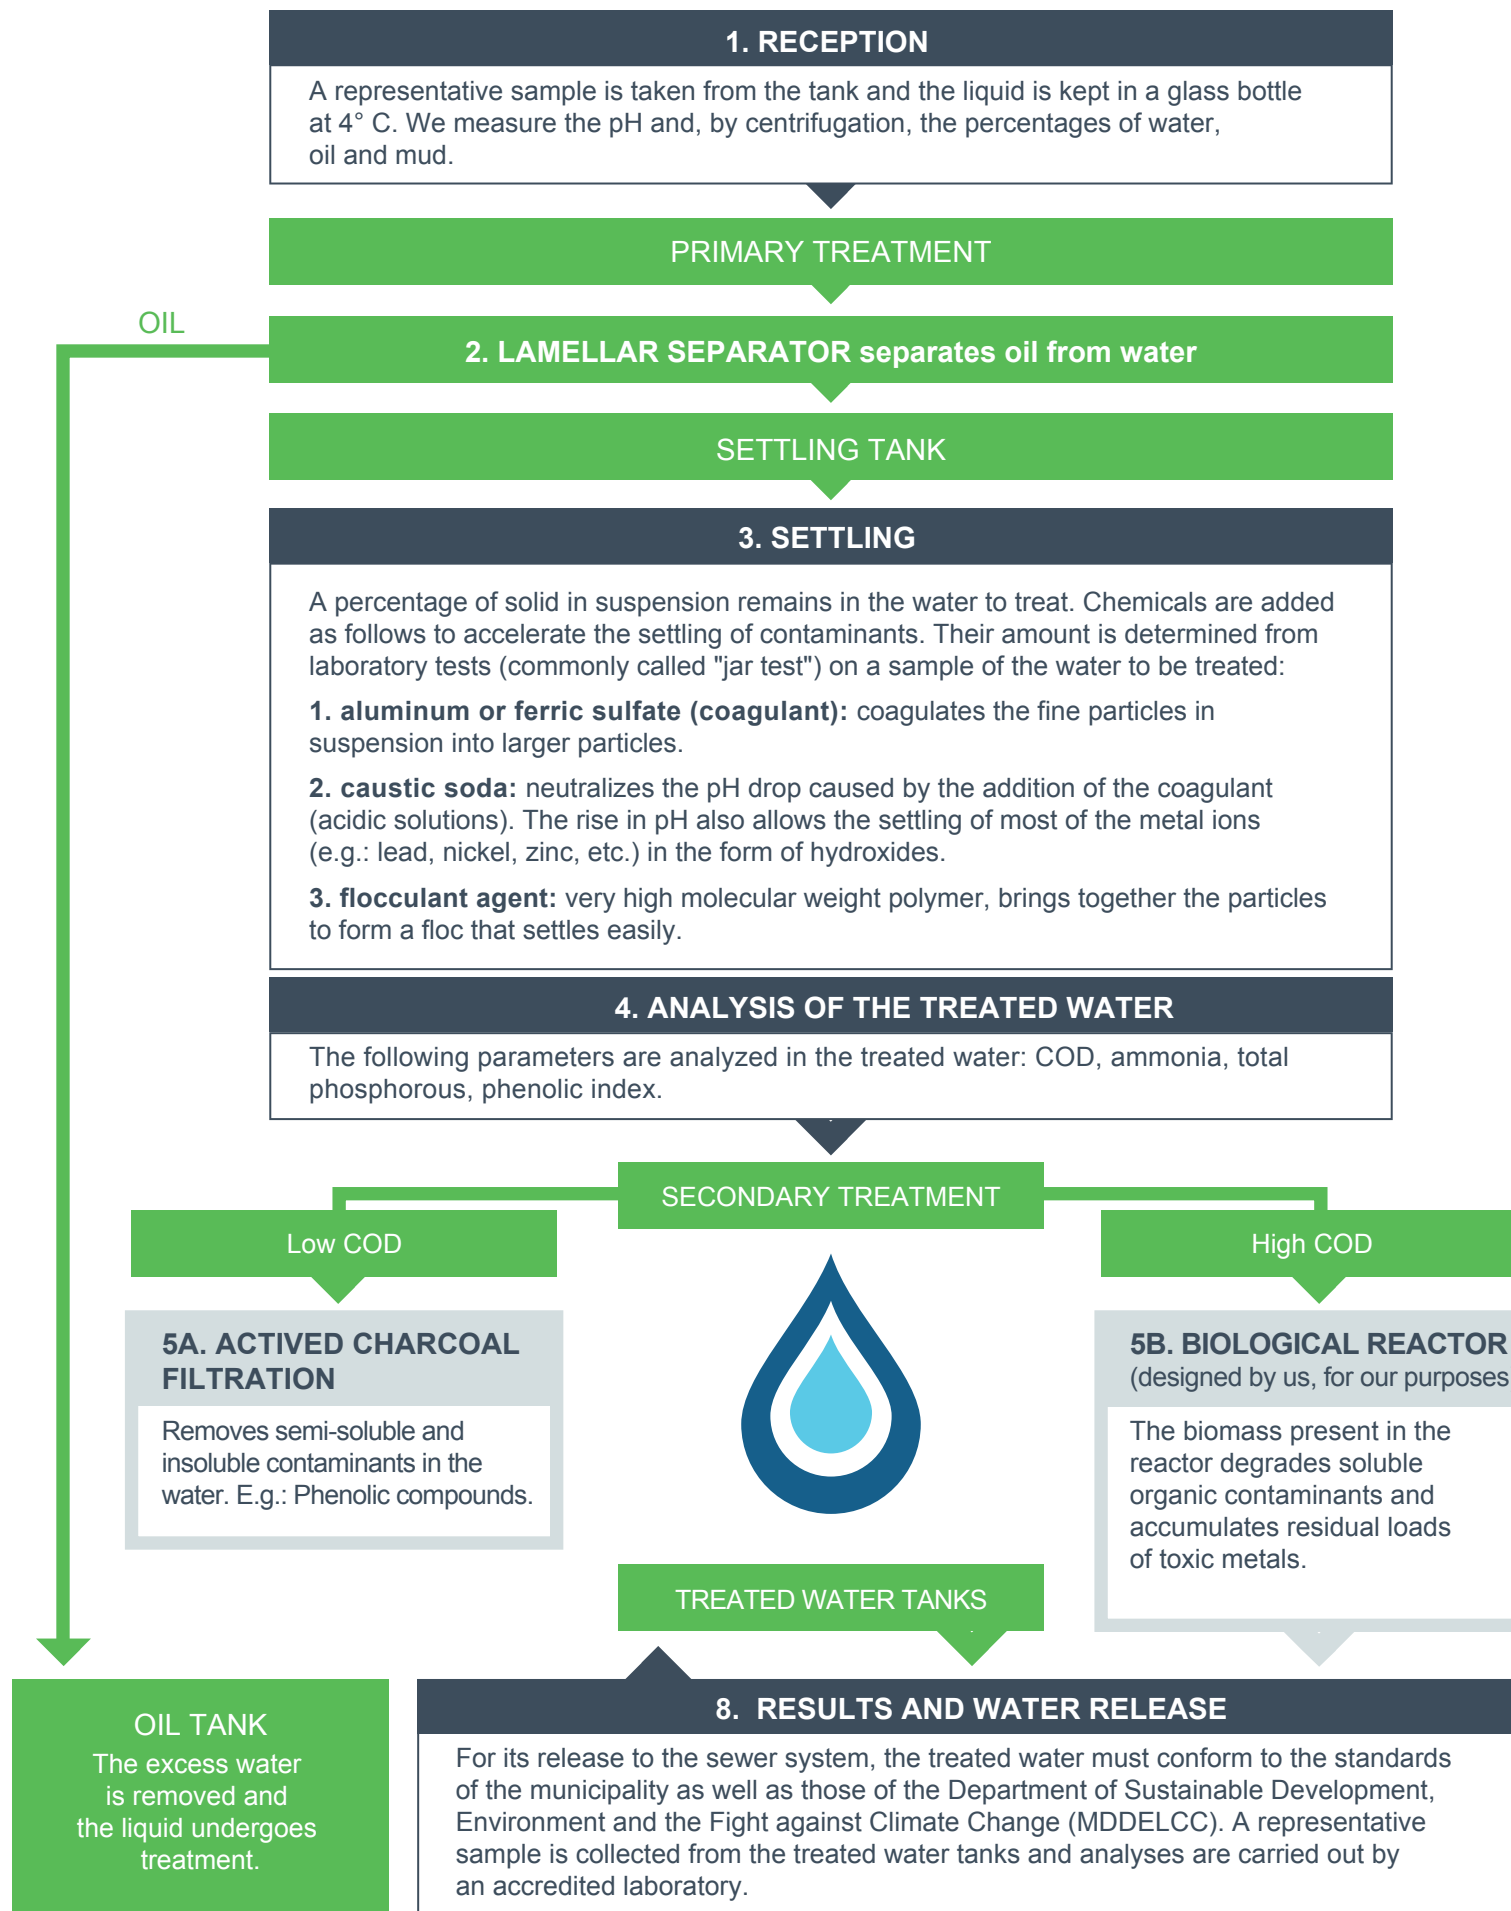 1. RECEPTION
A representative sample is taken from the tank and the liquid is kept in a glass bottle
at 4° C. We measure the pH and, by centrifugation, the percentages of water,
oil and mud.
PRIMARY TREATMENT
OIL
2. LAMELLAR SEPARATOR separates oil from water
SETTLING TANK
3. SETTLING
A percentage of solid in suspension remains in the water to treat. Chemicals are added
as follows to accelerate the settling of contaminants. Their amount is determined from
laboratory tests (commonly called "jar test") on a sample of the water to be treated:
1. aluminum or ferric sulfate (coagulant): coagulates the fine particles in
suspension into larger particles.
2. caustic soda: neutralizes the pH drop caused by the addition of the coagulant
(acidic solutions). The rise in pH also allows the settling of most of the metal ions
(e.g.: lead, nickel, zinc, etc.) in the form of hydroxides.
3. flocculant agent: very high molecular weight polymer, brings together the particles
to form a floc that settles easily.
4. ANALYSIS OF THE TREATED WATER
The following parameters are analyzed in the treated water: COD, ammonia, total
phosphorous, phenolic index.
SECONDARY TREATMENT
Low COD
High COD
5A. ACTIVED CHARCOAL
FILTRATION
Removes semi-soluble and
insoluble contaminants in the
water. E.g.: Phenolic compounds.
5B. BIOLOGICAL REACTOR
(designed by us, for our purposes
The biomass present in the
reactor degrades soluble
organic contaminants and
accumulates residual loads
of toxic metals.
TREATED WATER TANKS
OIL TANK
The excess water
is removed and
the liquid undergoes
treatment.
8. RESULTS AND WATER RELEASE
For its release to the sewer system, the treated water must conform to the standards
of the municipality as well as those of the Department of Sustainable Development,
Environment and the Fight against Climate Change (MDDELCC). A representative
sample is collected from the treated water tanks and analyses are carried out by
an accredited laboratory.